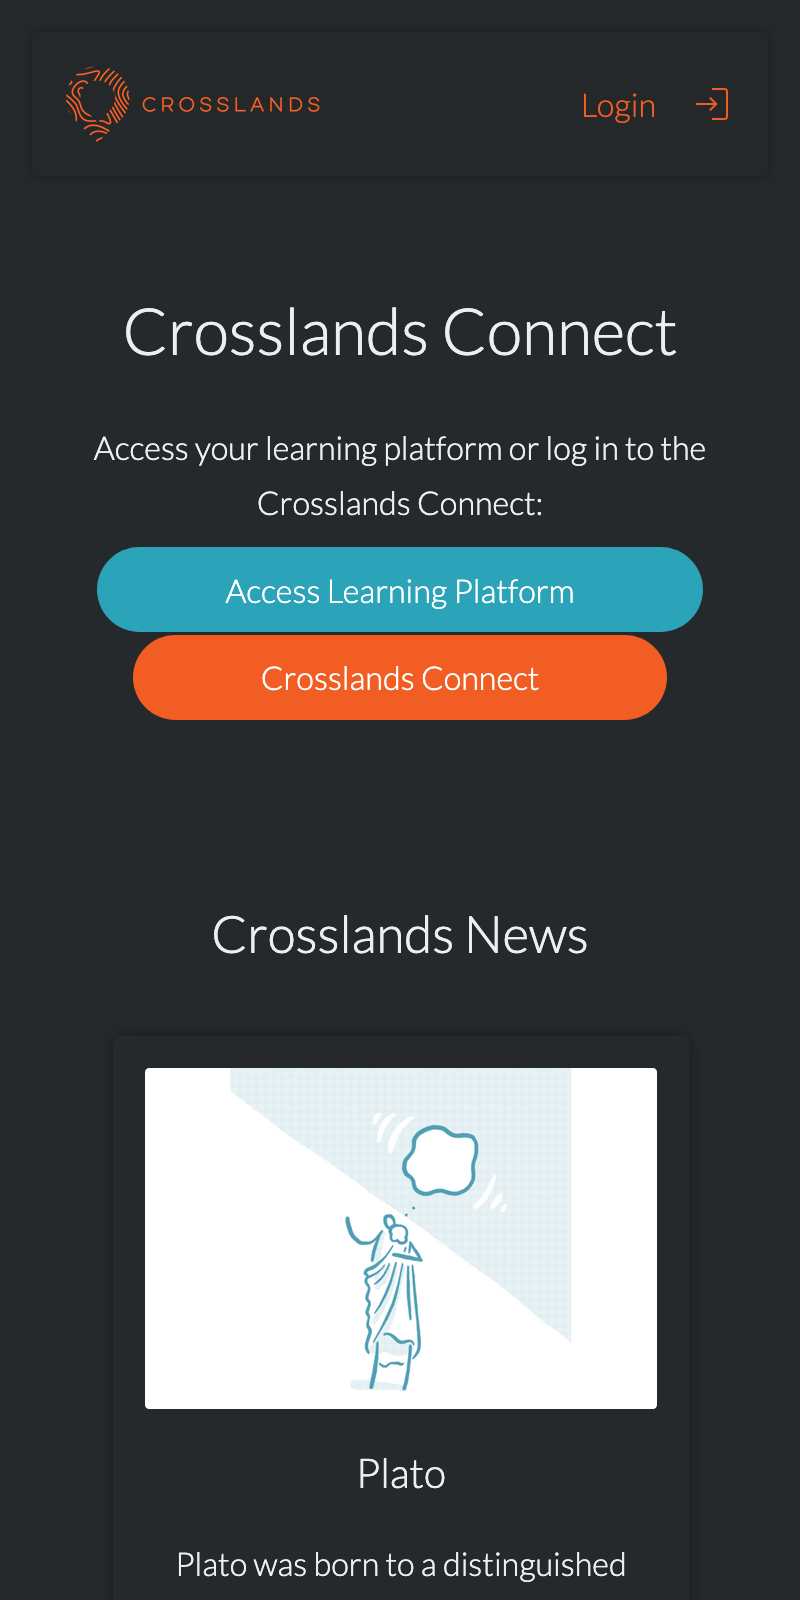 CROSSLANDS
Login
Crosslands Connect
Access your learning platform or log in to the
Crosslands Connect:
Access Learning Platform
Crosslands Connect
Crosslands News
Plato
Plato was born to a distinguished